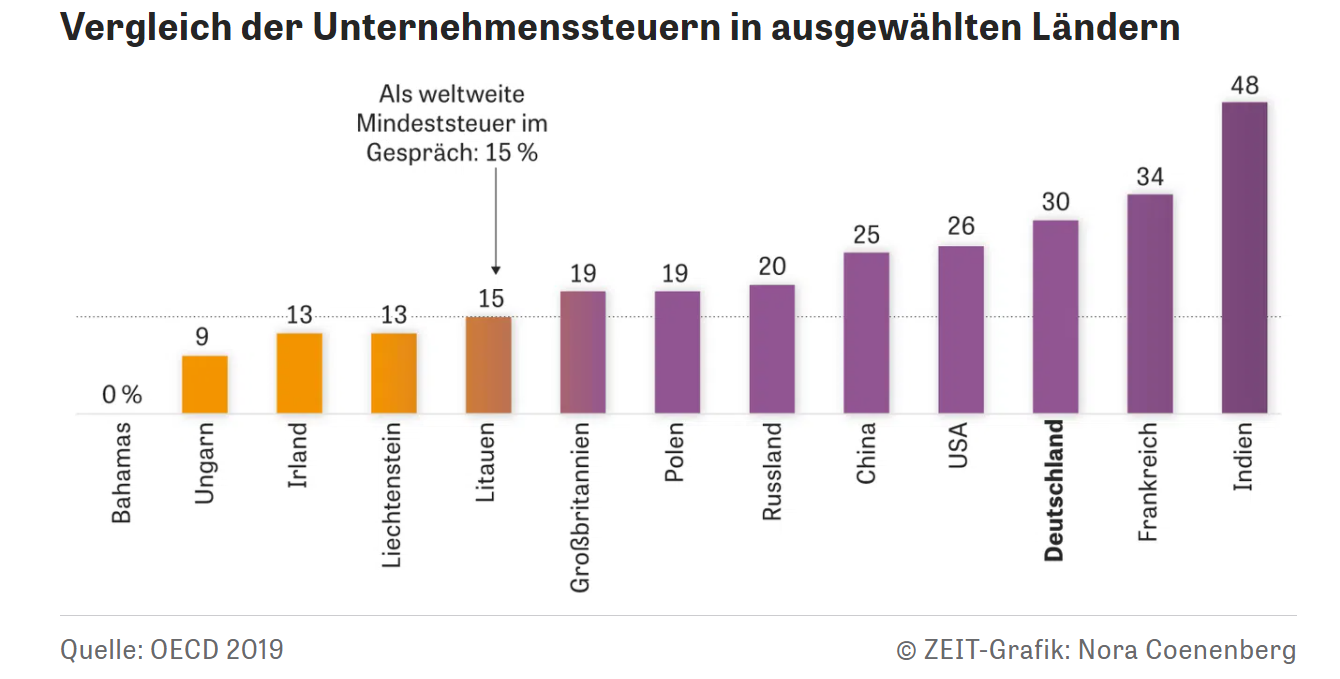 Vergleich der Unternehmenssteuern in ausgewählten Ländern
Als weltweite
Mindeststeuer im
Gespräch: 15 %
0 %
9
13
13
15
19
19
20
25
26
30
34
48
Bahamas
Ungarn
Irland
Liechtenstein
Litauen
Großbritannien
Polen
Russland
China
USA
Deutschland
Frankreich
Indien
Quelle: OECD 2019
© ZEIT-Grafik: Nora Coenenberg